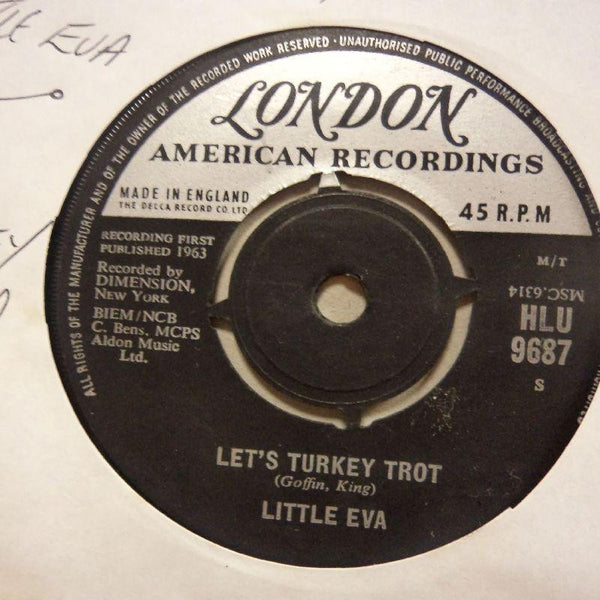 LE EVA
ALL RIGHTS OF THE MANUFACTURER AND OF THE OWNER OF THE RECORDED WORK RESERVED · UNAUTHORISED PUBLIC PERFORMANCE BROADCASTING AND
LONDON
AMERICAN RECORDINGS
MADE IN ENGLAND
THE DECCA RECORD CO. LTD.
45 R.P.M
RECORDING FIRST
PUBLISHED 1963
Recorded by
DIMENSION,
New York
BIEM/NCB
C. Bens. MCPS
Aldon Music
Ltd.
M/T
MSC.6314
HLU
9687
S
LET'S TURKEY TROT
(Goffin, King)
LITTLE EVA